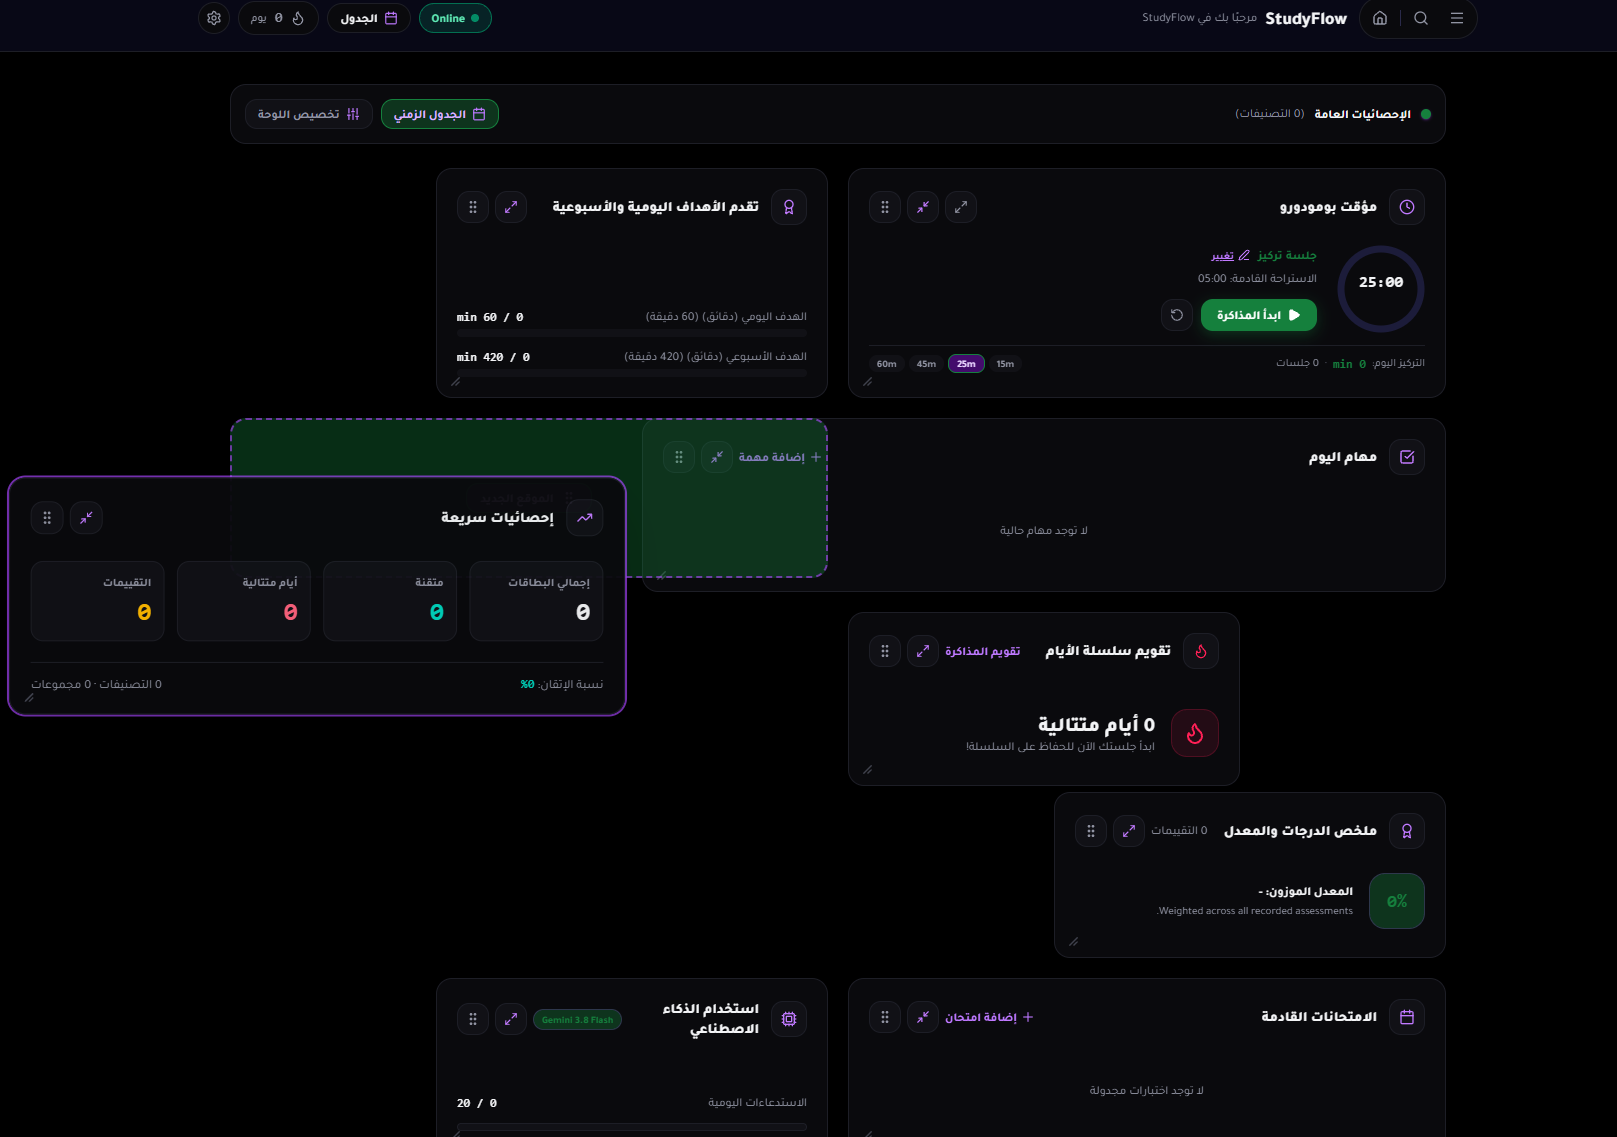 StudyFlow مرحبًا بك في StudyFlow
Online
الجدول
0 يوم
الإحصائيات العامة (0 التصنيفات)
الجدول الزمني
تخصيص اللوحة
مؤقت بومودورو
25:00
جلسة تركيز تغيير
الاستراحة القادمة: 05:00
ابدأ المذاكرة
التركيز اليوم: 0 min · 0 جلسات
15m
25m
45m
60m
تقدم الأهداف اليومية والأسبوعية
الهدف اليومي (دقائق) (60 دقيقة)
0 / 60 min
الهدف الأسبوعي (دقائق) (420 دقيقة)
0 / 420 min
مهام اليوم
+ إضافة مهمة
لا توجد مهام حالية
الموقع الجديد
إحصائيات سريعة
إجمالي البطاقات
0
متقنة
0
أيام متتالية
0
التقييمات
0
نسبة الإتقان: 0%
0 التصنيفات · 0 مجموعات
تقويم سلسلة الأيام
تقويم المذاكرة
0 أيام متتالية
ابدأ جلستك الآن للحفاظ على السلسلة!
ملخص الدرجات والمعدل
0 التقييمات
0%
المعدل الموزون: -
Weighted across all recorded assessments.
الامتحانات القادمة
+ إضافة امتحان
لا توجد اختبارات مجدولة
استخدام الذكاء
الاصطناعي
Gemini 3.8 Flash
الاستدعاءات اليومية
0 / 20